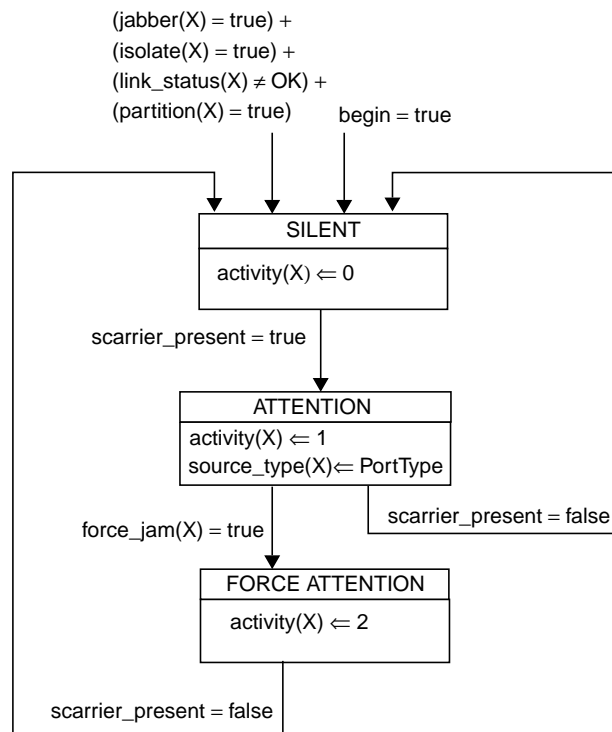 (jabber(X) = true) +
(isolate(X) = true) +
(link_status(X) ≠ OK) +
(partition(X) = true)
begin = true
SILENT
activity(X) ⇐ 0
scarrier_present = true
ATTENTION
activity(X) ⇐ 1
source_type(X)⇐ PortType
scarrier_present = false
force_jam(X) = true
FORCE ATTENTION
activity(X) ⇐ 2
scarrier_present = false